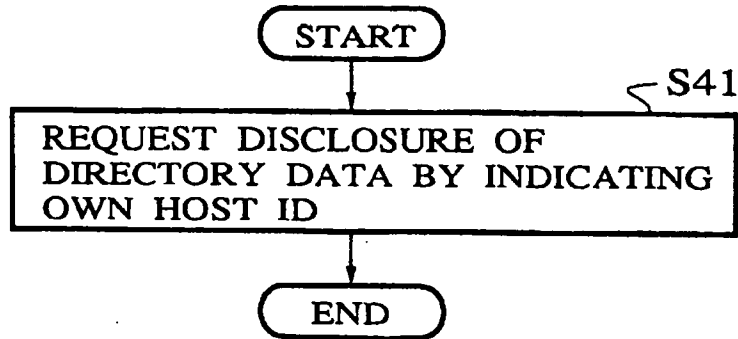 START
S41
REQUEST DISCLOSURE OF
DIRECTORY DATA BY INDICATING
OWN HOST ID
END